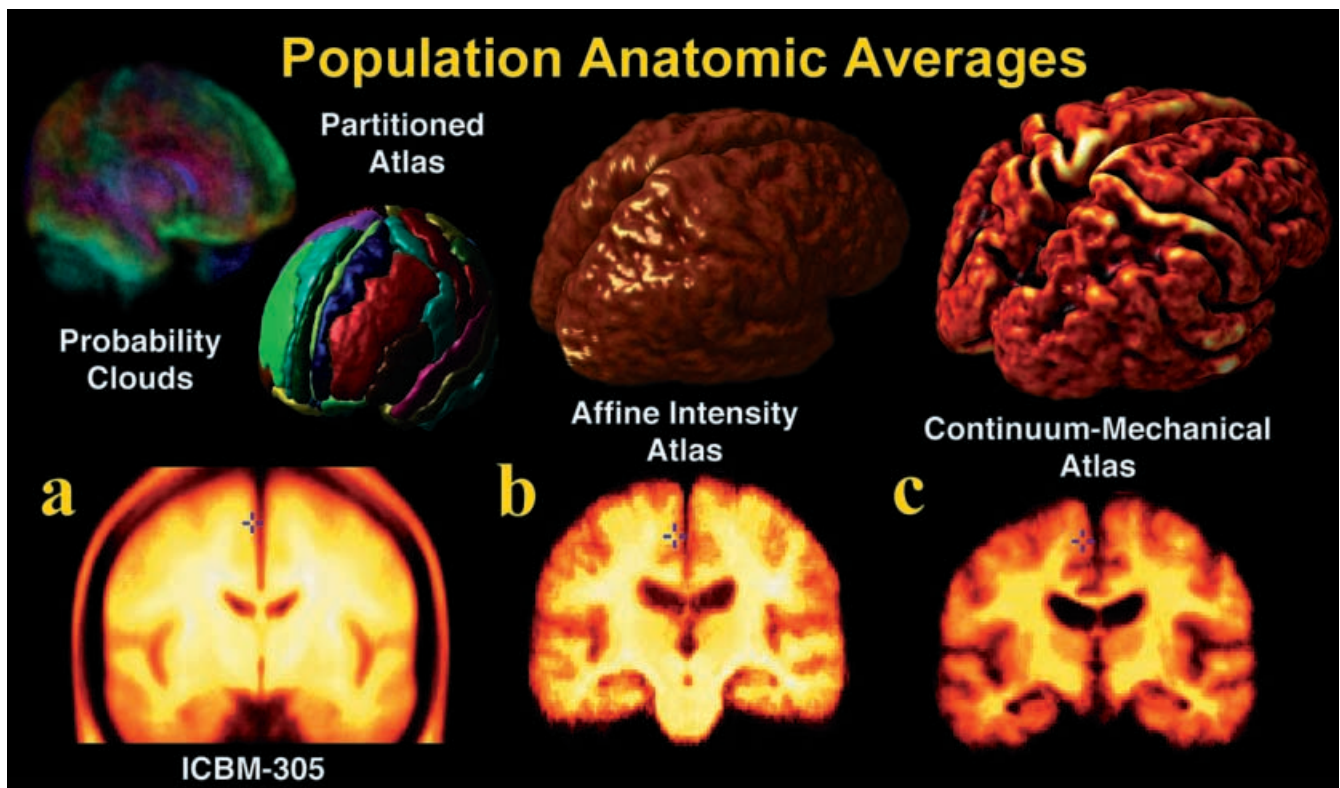 Population Anatomic Averages
Partitioned
Atlas
Probability
Clouds
Affine Intensity
Atlas
Continuum-Mechanical
Atlas
a
b
c
ICBM-305